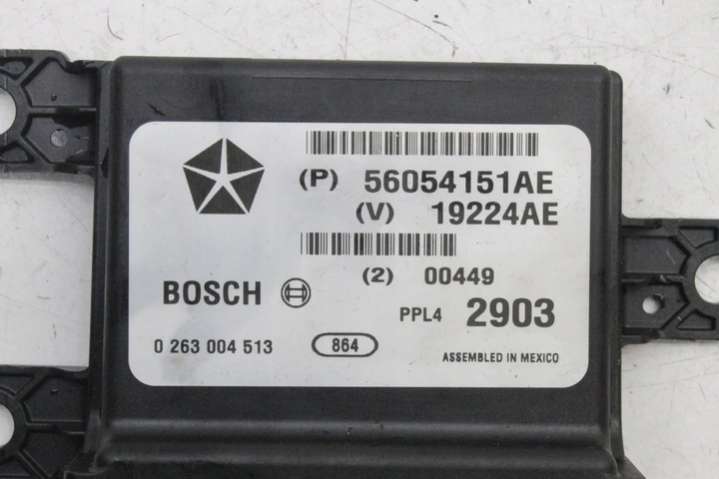 (P) 56054151AE
(V) 19224AE
(2) 00449
BOSCH
PPL4 2903
0 263 004 513
864
ASSEMBLED IN MEXICO